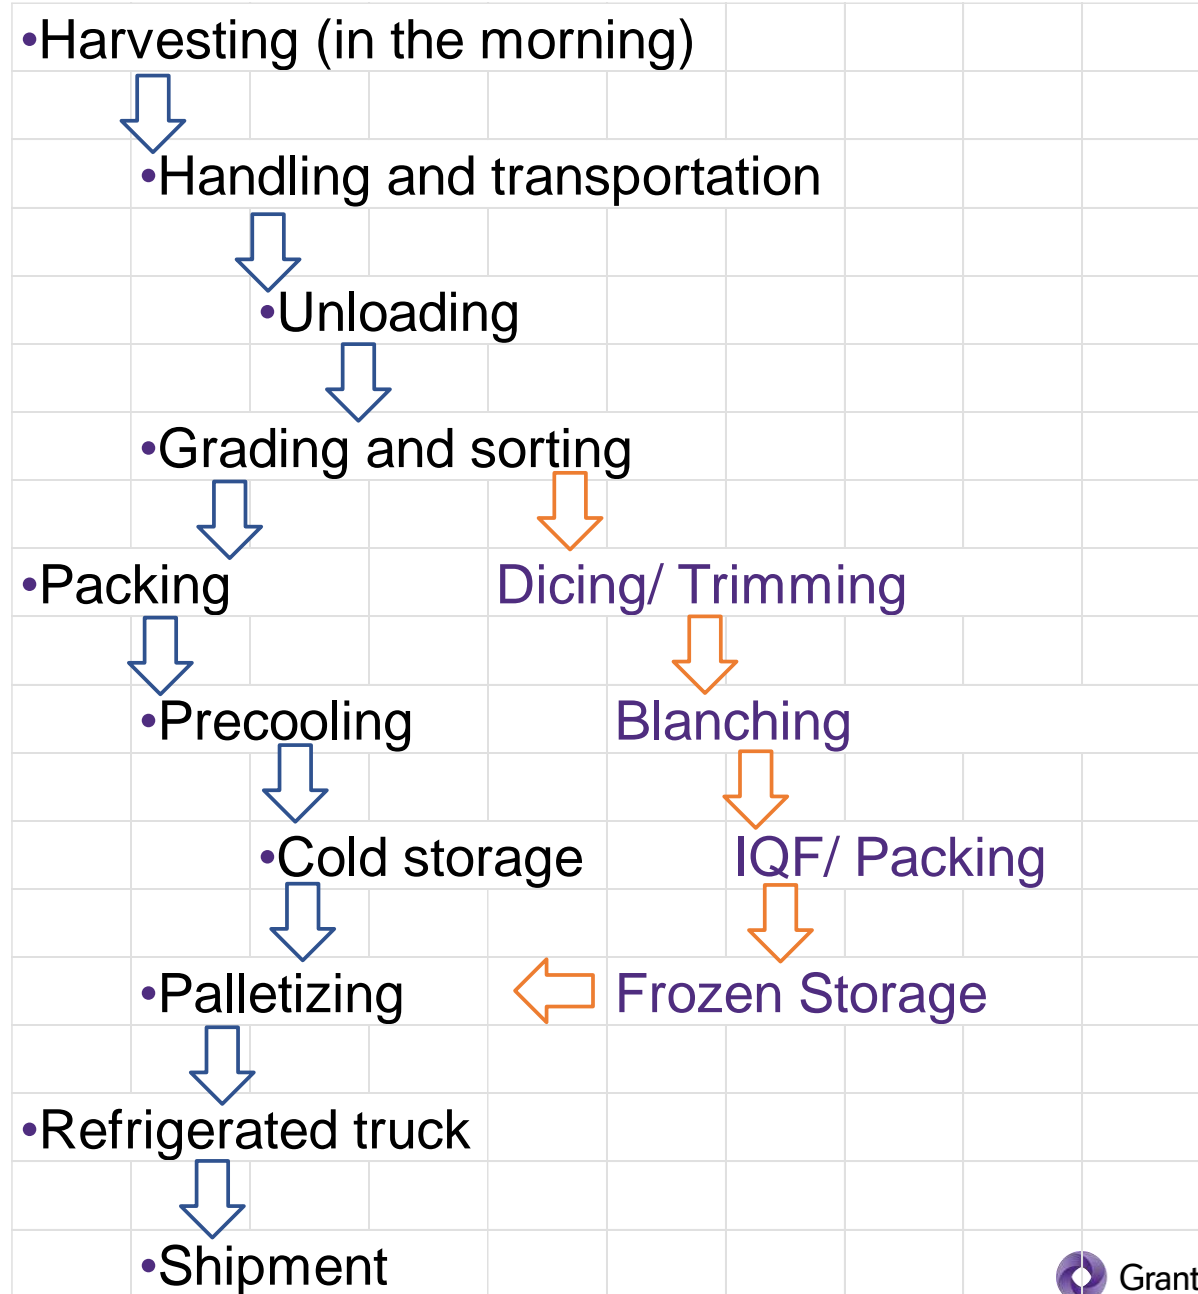 •Harvesting (in the morning)
•Handling and transportation
•Unloading
•Grading and sorting
•Packing
Dicing/ Trimming
•Precooling
Blanching
•Cold storage
IQF/ Packing
•Palletizing
Frozen Storage
•Refrigerated truck
•Shipment
Grant